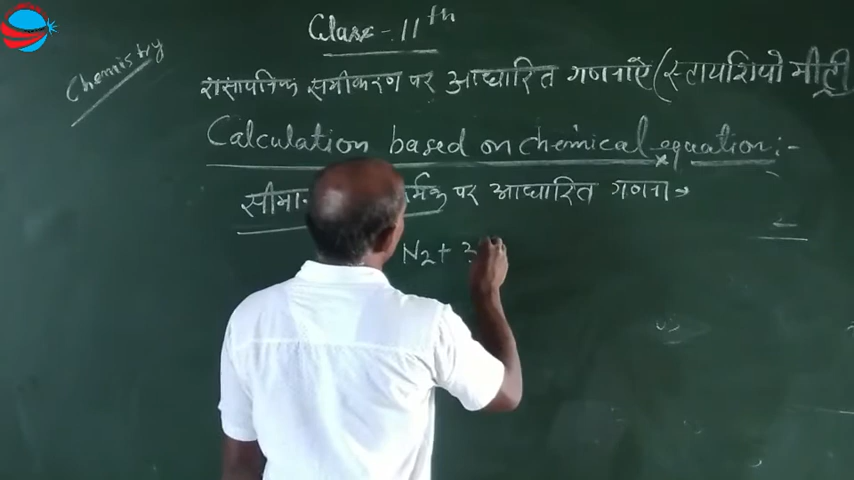 Class - 11th
Chemistry
रासायनिक समीकरण पर आधारित गणनाएँ (स्टायशियोमीट्री
Calculation based on chemical equation :-
पर आधारित गणना →
N2 + 3